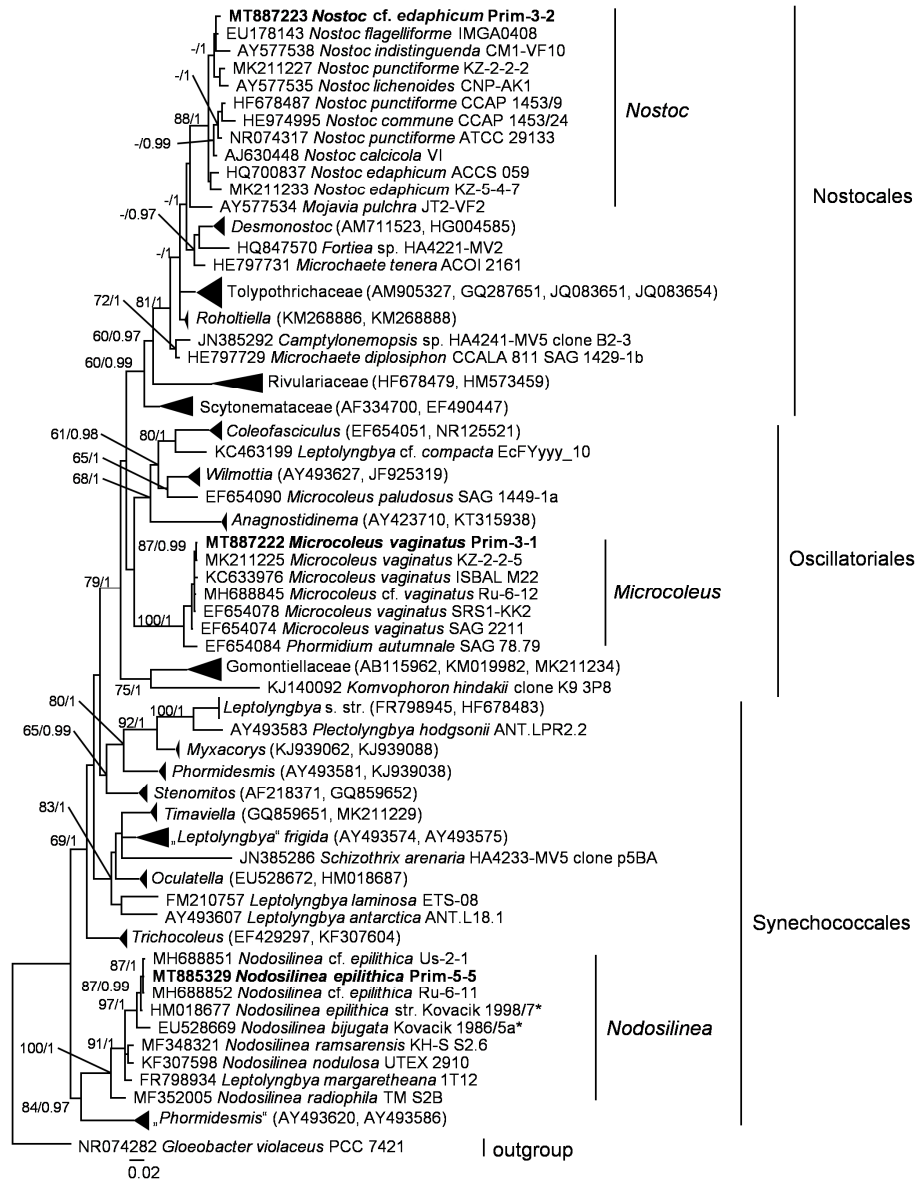 MT887223 Nostoc cf. edaphicum Prim-3-2
EU178143 Nostoc flagelliforme IMGA0408
-/1
AY577538 Nostoc indistinguenda CM1-VF10
-/1
MK211227 Nostoc punctiforme KZ-2-2-2
AY577535 Nostoc lichenoides CNP-AK1
HF678487 Nostoc punctiforme CCAP 1453/9
Nostoc
88/1
HE974995 Nostoc commune CCAP 1453/24
-/0.99
NR074317 Nostoc punctiforme ATCC 29133
AJ630448 Nostoc calcicola VI
HQ700837 Nostoc edaphicum ACCS 059
MK211233 Nostoc edaphicum KZ-5-4-7
Nostocales
-/1
AY577534 Mojavia pulchra JT2-VF2
-/0.97
Desmonostoc (AM711523, HG004585)
HQ847570 Fortiea sp. HA4221-MV2
-/1
HE797731 Microchaete tenera ACOI 2161
Tolypothrichaceae (AM905327, GQ287651, JQ083651, JQ083654)
72/1
81/1
Roholtiella (KM268886, KM268888)
60/0.97
JN385292 Camptylonemopsis sp. HA4241-MV5 clone B2-3
HE797729 Microchaete diplosiphon CCALA 811 SAG 1429-1b
60/0.99
Rivulariaceae (HF678479, HM573459)
Scytonemataceae (AF334700, EF490447)
61/0.98
80/1
Coleofasciculus (EF654051, NR125521)
KC463199 Leptolyngbya cf. compacta EcFYyyy_10
65/1
Wilmottia (AY493627, JF925319)
68/1
EF654090 Microcoleus paludosus SAG 1449-1a
Anagnostidinema (AY423710, KT315938)
87/0.99
MT887222 Microcoleus vaginatus Prim-3-1
MK211225 Microcoleus vaginatus KZ-2-2-5
Oscillatoriales
79/1
KC633976 Microcoleus vaginatus ISBAL M22
MH688845 Microcoleus cf. vaginatus Ru-6-12
Microcoleus
EF654078 Microcoleus vaginatus SRS1-KK2
100/1
EF654074 Microcoleus vaginatus SAG 2211
EF654084 Phormidium autumnale SAG 78.79
Gomontiellaceae (AB115962, KM019982, MK211234)
75/1
KJ140092 Komvophoron hindakii clone K9 3P8
80/1
100/1
Leptolyngbya s. str. (FR798945, HF678483)
65/0.99
92/1
AY493583 Plectolyngbya hodgsonii ANT.LPR2.2
Myxacorys (KJ939062, KJ939088)
Phormidesmis (AY493581, KJ939038)
Stenomitos (AF218371, GQ859652)
83/1
Timaviella (GQ859651, MK211229)
69/1
„Leptolyngbya“ frigida (AY493574, AY493575)
JN385286 Schizothrix arenaria HA4233-MV5 clone p5BA
Oculatella (EU528672, HM018687)
FM210757 Leptolyngbya laminosa ETS-08
AY493607 Leptolyngbya antarctica ANT.L18.1
Synechococcales
Trichocoleus (EF429297, KF307604)
87/1
MH688851 Nodosilinea cf. epilithica Us-2-1
87/0.99
MT885329 Nodosilinea epilithica Prim-5-5
MH688852 Nodosilinea cf. epilithica Ru-6-11
97/1
HM018677 Nodosilinea epilithica str. Kovacik 1998/7*
EU528669 Nodosilinea bijugata Kovacik 1986/5a*
Nodosilinea
100/1
91/1
MF348321 Nodosilinea ramsarensis KH-S S2.6
KF307598 Nodosilinea nodulosa UTEX 2910
FR798934 Leptolyngbya margaretheana 1T12
84/0.97
MF352005 Nodosilinea radiophila TM S2B
„Phormidesmis“ (AY493620, AY493586)
NR074282 Gloeobacter violaceus PCC 7421
outgroup
0.02